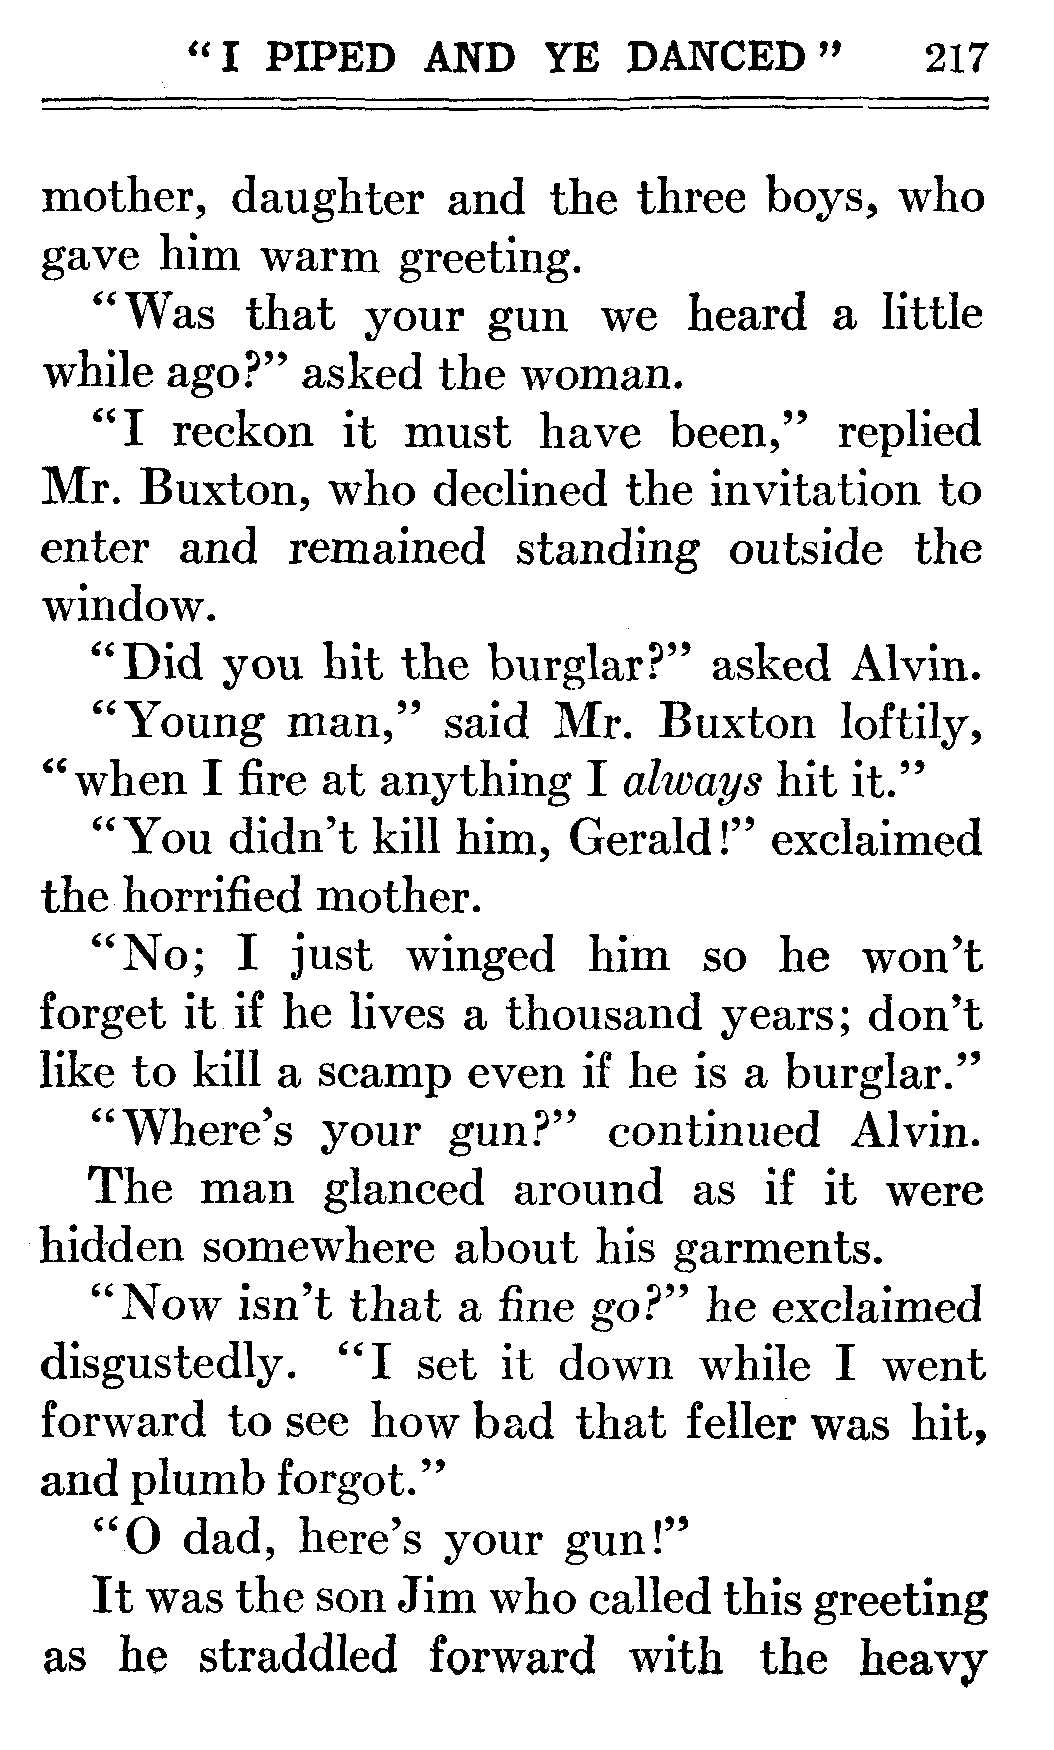 "I PIPED AND YE DANCED" 217
mother, daughter and the three boys, who
gave him warm greeting.
"Was that your gun we heard a little
while ago?" asked the woman.
"I reckon it must have been," replied
Mr. Buxton, who declined the invitation to
enter and remained standing outside the
window.
"Did you hit the burglar?" asked Alvin.
"Young man," said Mr. Buxton loftily,
"when I fire at anything I always hit it."
"You didn't kill him, Gerald!" exclaimed
the horrified mother.
"No; I just winged him so he won't
forget it if he lives a thousand years; don't
like to kill a scamp even if he is a burglar."
"Where's your gun?" continued Alvin.
The man glanced around as if it were
hidden somewhere about his garments.
"Now isn't that a fine go?" he exclaimed
disgustedly. "I set it down while I went
forward to see how bad that feller was hit,
and plumb forgot."
"O dad, here's your gun!"
It was the son Jim who called this greeting
as he straddled forward with the heavy